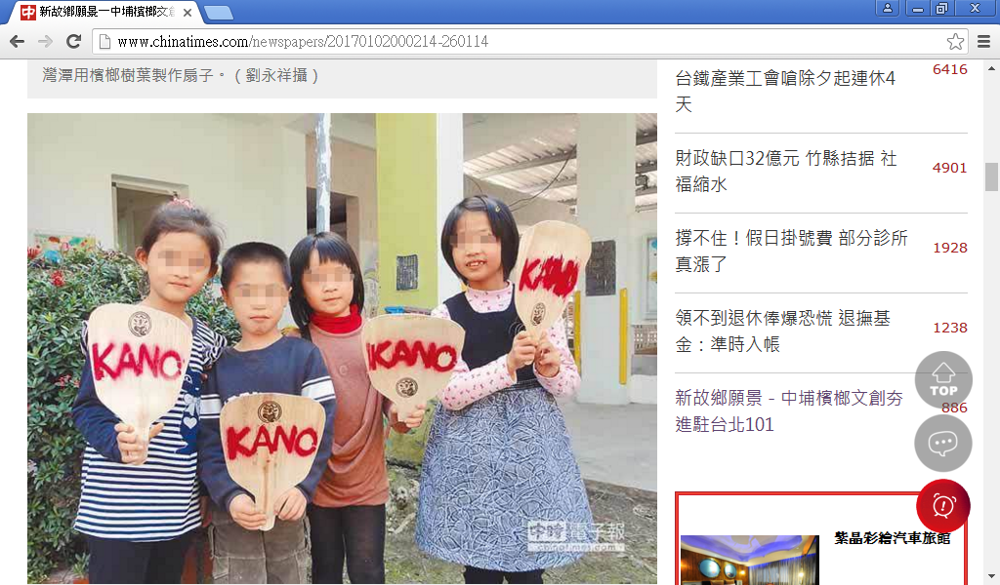 新故鄉願景－中埔檳榔文創
www.chinatimes.com/newspapers/20170102000214-260114
灣潭用檳榔樹葉製作扇子。（劉永祥攝）
KANO
KANO
KANO
KANO
中時電子報
chinatimes.com
台鐵產業工會嗆除夕起連休4
天
6416
財政缺口32億元 竹縣拮据 社
福縮水
4901
撐不住！假日掛號費 部分診所
真漲了
1928
領不到退休俸爆恐慌 退撫基
金：準時入帳
1238
新故鄉願景－中埔檳榔文創夯
進駐台北101
886
TOP
紫晶彩繪汽車旅館